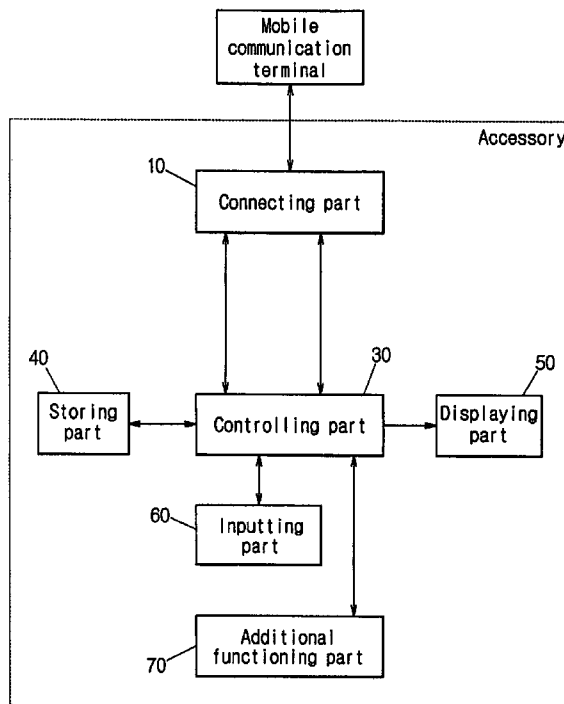 Mobile
communication
terminal
Accessory
10
Connecting part
40
Storing
part
30
Controlling part
50
Displaying
part
60
Inputting
part
70
Additional
functioning part